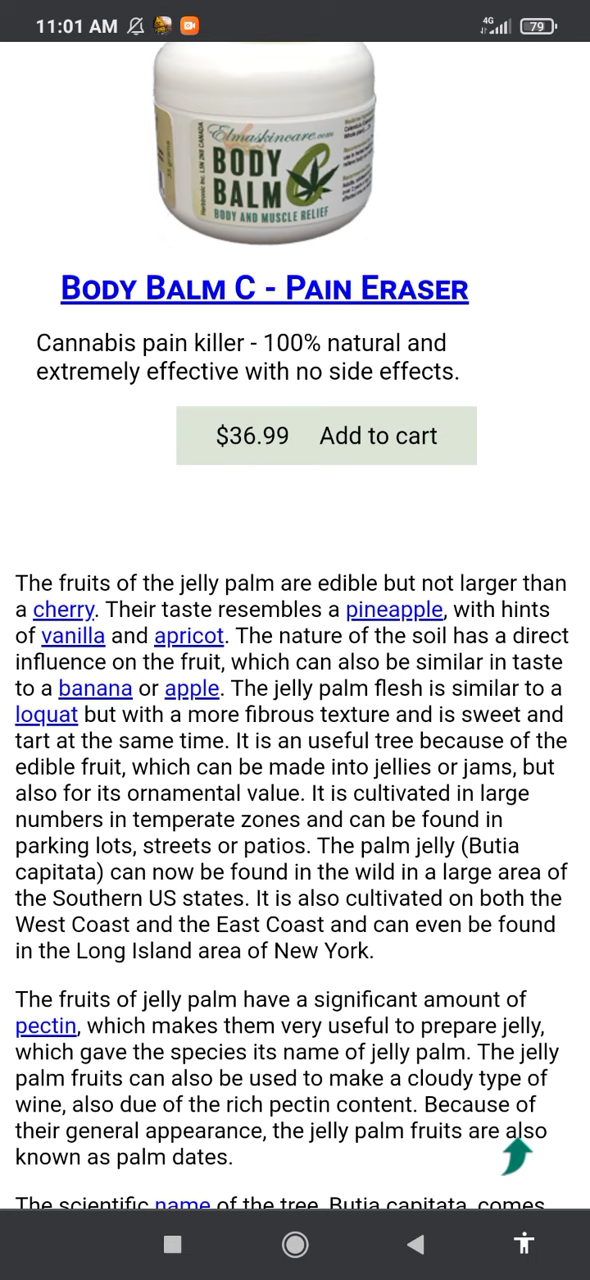 11:01 AM
4G
79
Elmaskincare.com
BODY
BALM
BODY AND MUSCLE RELIEF
BODY BALM C - PAIN ERASER
Cannabis pain killer - 100% natural and
extremely effective with no side effects.
$36.99 Add to cart
The fruits of the jelly palm are edible but not larger than
a cherry. Their taste resembles a pineapple, with hints
of vanilla and apricot. The nature of the soil has a direct
influence on the fruit, which can also be similar in taste
to a banana or apple. The jelly palm flesh is similar to a
loquat but with a more fibrous texture and is sweet and
tart at the same time. It is an useful tree because of the
edible fruit, which can be made into jellies or jams, but
also for its ornamental value. It is cultivated in large
numbers in temperate zones and can be found in
parking lots, streets or patios. The palm jelly (Butia
capitata) can now be found in the wild in a large area of
the Southern US states. It is also cultivated on both the
West Coast and the East Coast and can even be found
in the Long Island area of New York.
The fruits of jelly palm have a significant amount of
pectin, which makes them very useful to prepare jelly,
which gave the species its name of jelly palm. The jelly
palm fruits can also be used to make a cloudy type of
wine, also due of the rich pectin content. Because of
their general appearance, the jelly palm fruits are also
known as palm dates.
The scientific name of the tree, Butia capitata, comes